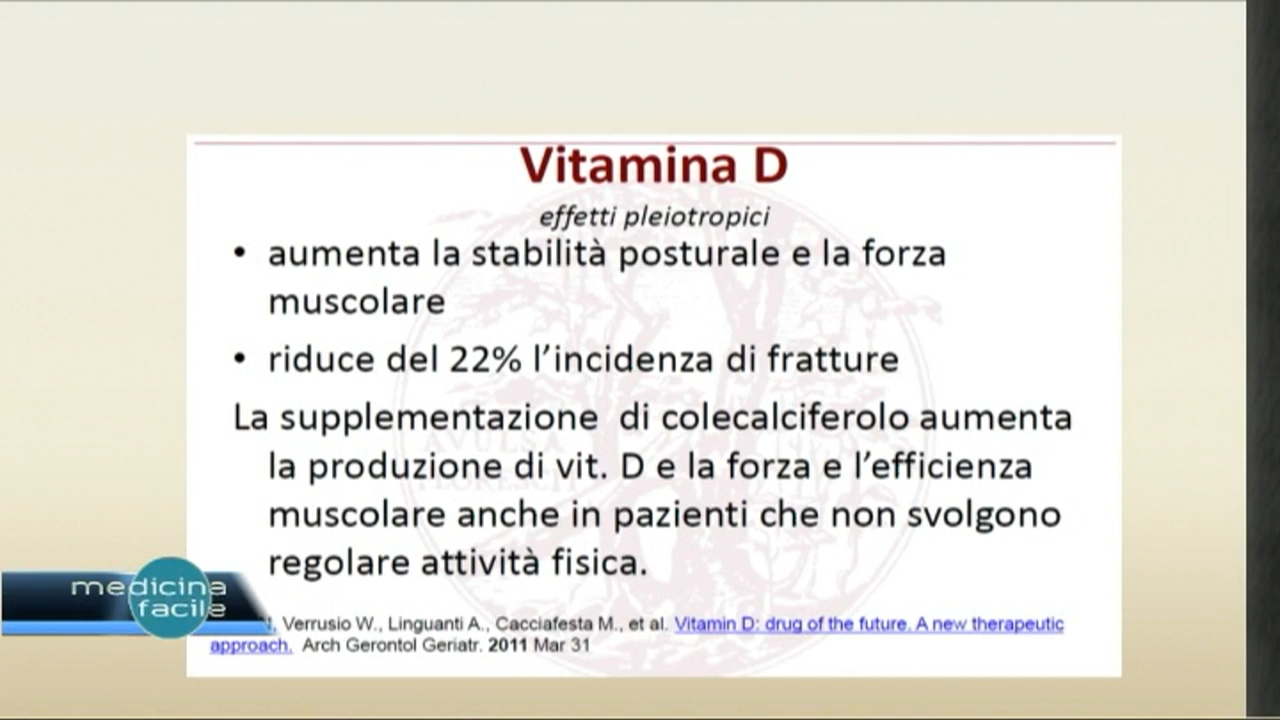 Vitamina D
effetti pleiotropici
• aumenta la stabilità posturale e la forza
muscolare
• riduce del 22% l’incidenza di fratture
La supplementazione di colecalciferolo aumenta
la produzione di vit. D e la forza e l’efficienza
muscolare anche in pazienti che non svolgono
regolare attività fisica.
medicina
facile
Verrusio W., Linguanti A., Cacciafesta M., et al. Vitamin D: drug of the future. A new therapeutic
approach. Arch Gerontol Geriatr. 2011 Mar 31
AVULSA